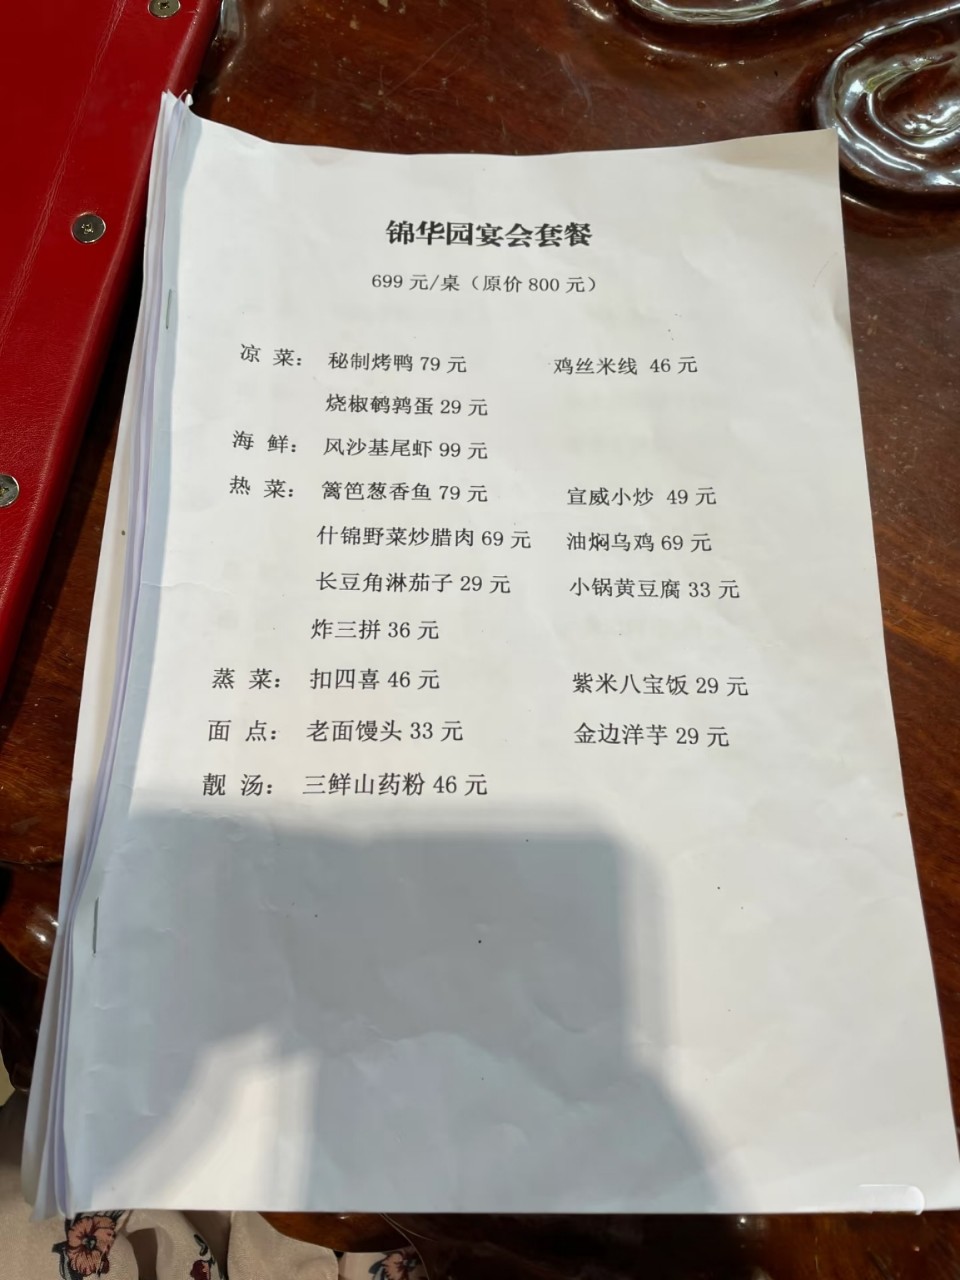 锦华园宴会套餐
699 元/桌（原价 800 元）
凉 菜： 秘制烤鸭 79 元 鸡丝米线 46 元
烧椒鹌鹑蛋 29 元
海 鲜： 风沙基尾虾 99 元
热 菜： 篱笆葱香鱼 79 元 宣威小炒 49 元
什锦野菜炒腊肉 69 元 油焖乌鸡 69 元
长豆角淋茄子 29 元 小锅黄豆腐 33 元
炸三拼 36 元
蒸 菜： 扣四喜 46 元 紫米八宝饭 29 元
面 点： 老面馒头 33 元 金边洋芋 29 元
靓 汤： 三鲜山药粉 46 元